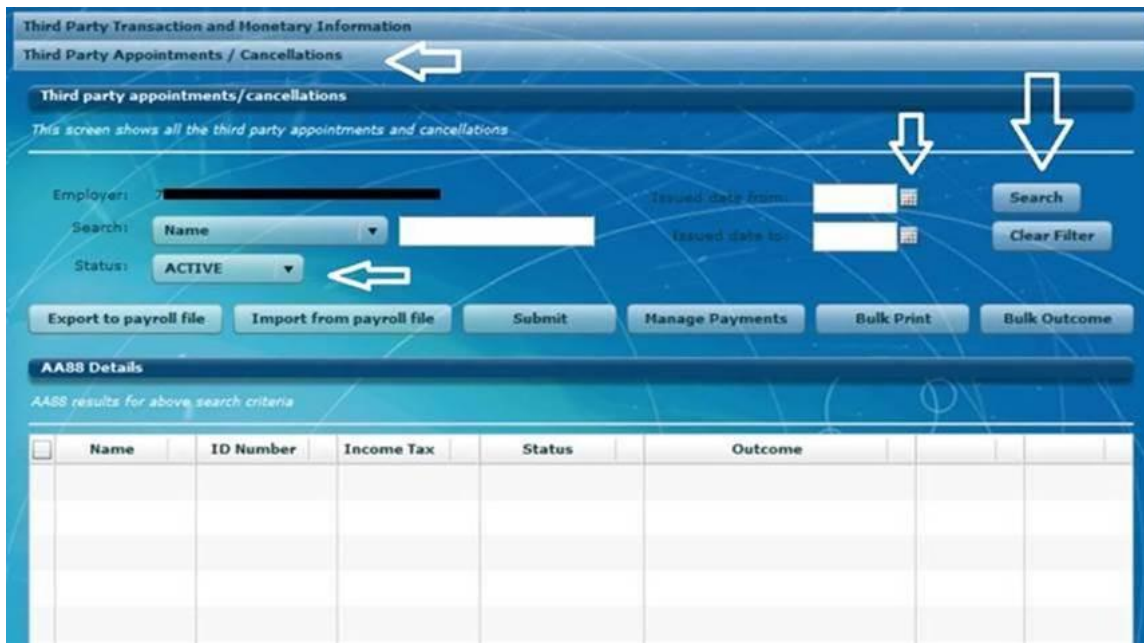 Third Party Transaction and Monetary Information
Third Party Appointments / Cancellations
Third party appointments/cancellations
This screen shows all the third party appointments and cancellations
Employer: Issued date from: Search
Search: Name Issued date to: Clear Filter
Status: ACTIVE
Export to payroll file Import from payroll file Submit Manage Payments Bulk Print Bulk Outcome
AA88 Details
AA88 results for above search criteria
Name ID Number Income Tax Status Outcome